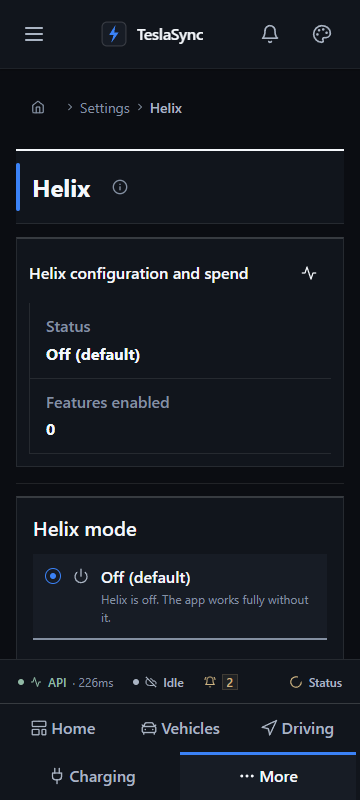 TeslaSync
Settings
Helix
Helix
Helix configuration and spend
Status
Off (default)
Features enabled
0
Helix mode
Off (default)
Helix is off. The app works fully without
it.
API · 226ms
Idle
2
Status
Home
Vehicles
Driving
Charging
More